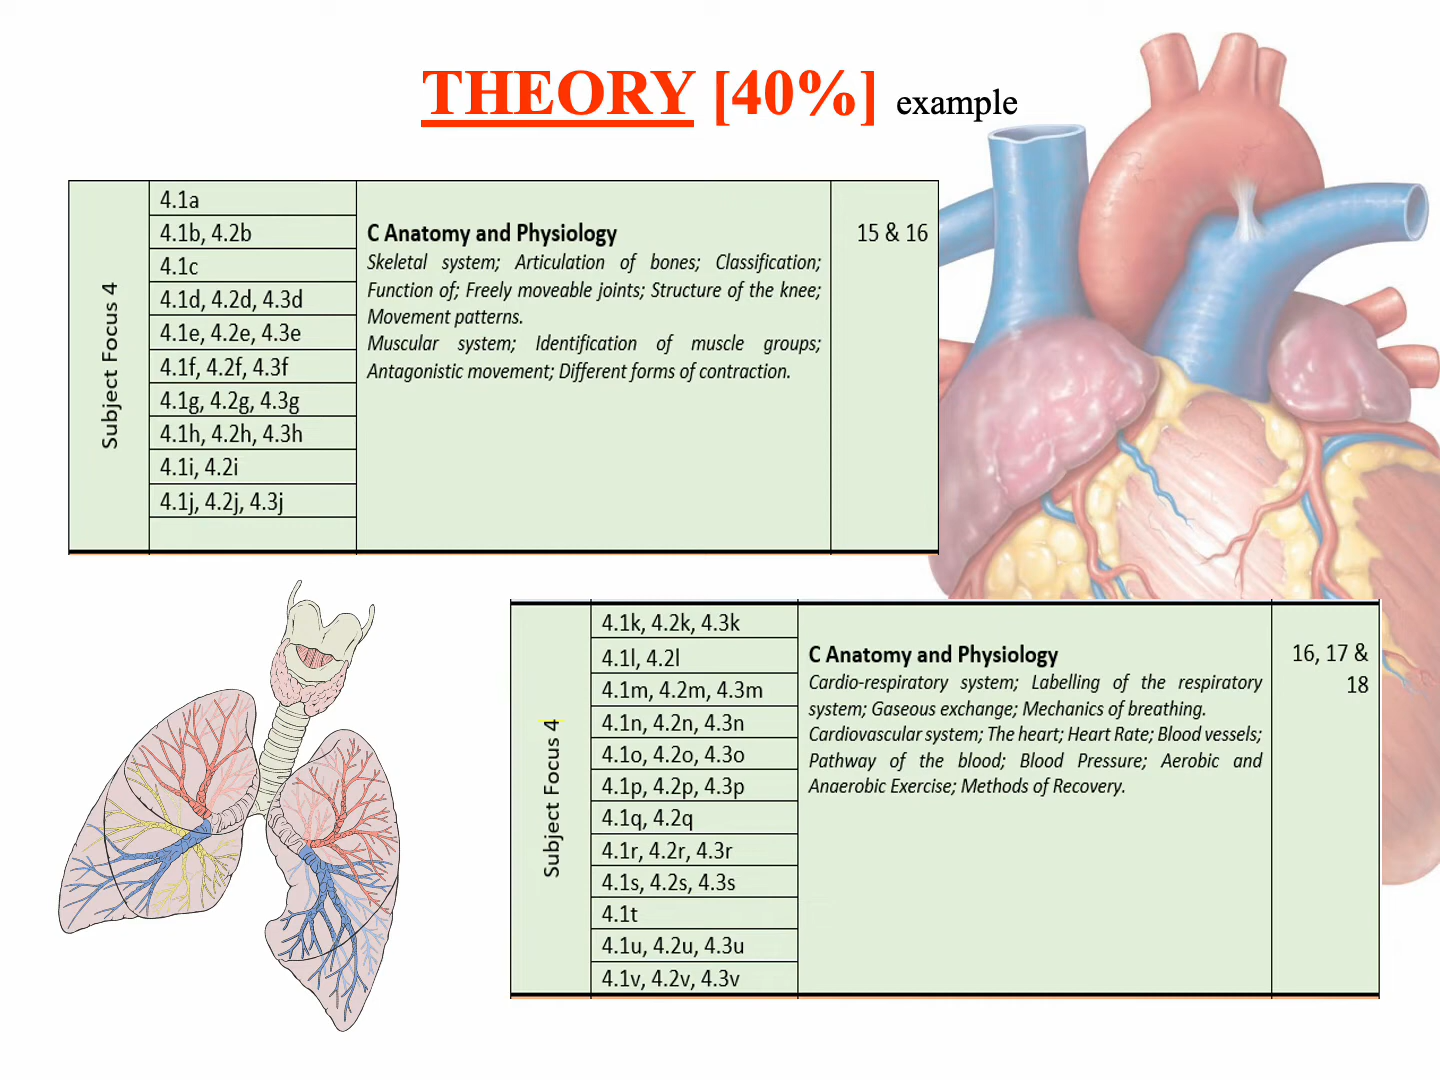 THEORY [40%] example
Subject Focus 4
4.1a
4.1b, 4.2b
4.1c
4.1d, 4.2d, 4.3d
4.1e, 4.2e, 4.3e
4.1f, 4.2f, 4.3f
4.1g, 4.2g, 4.3g
4.1h, 4.2h, 4.3h
4.1i, 4.2i
4.1j, 4.2j, 4.3j
C Anatomy and Physiology
Skeletal system; Articulation of bones; Classification;
Function of; Freely moveable joints; Structure of the knee;
Movement patterns.
Muscular system; Identification of muscle groups;
Antagonistic movement; Different forms of contraction.
15 & 16
Subject Focus 4
4.1k, 4.2k, 4.3k
4.1l, 4.2l
4.1m, 4.2m, 4.3m
4.1n, 4.2n, 4.3n
4.1o, 4.2o, 4.3o
4.1p, 4.2p, 4.3p
4.1q, 4.2q
4.1r, 4.2r, 4.3r
4.1s, 4.2s, 4.3s
4.1t
4.1u, 4.2u, 4.3u
4.1v, 4.2v, 4.3v
C Anatomy and Physiology
Cardio-respiratory system; Labelling of the respiratory
system; Gaseous exchange; Mechanics of breathing.
Cardiovascular system; The heart; Heart Rate; Blood vessels;
Pathway of the blood; Blood Pressure; Aerobic and
Anaerobic Exercise; Methods of Recovery.
16, 17 &
18